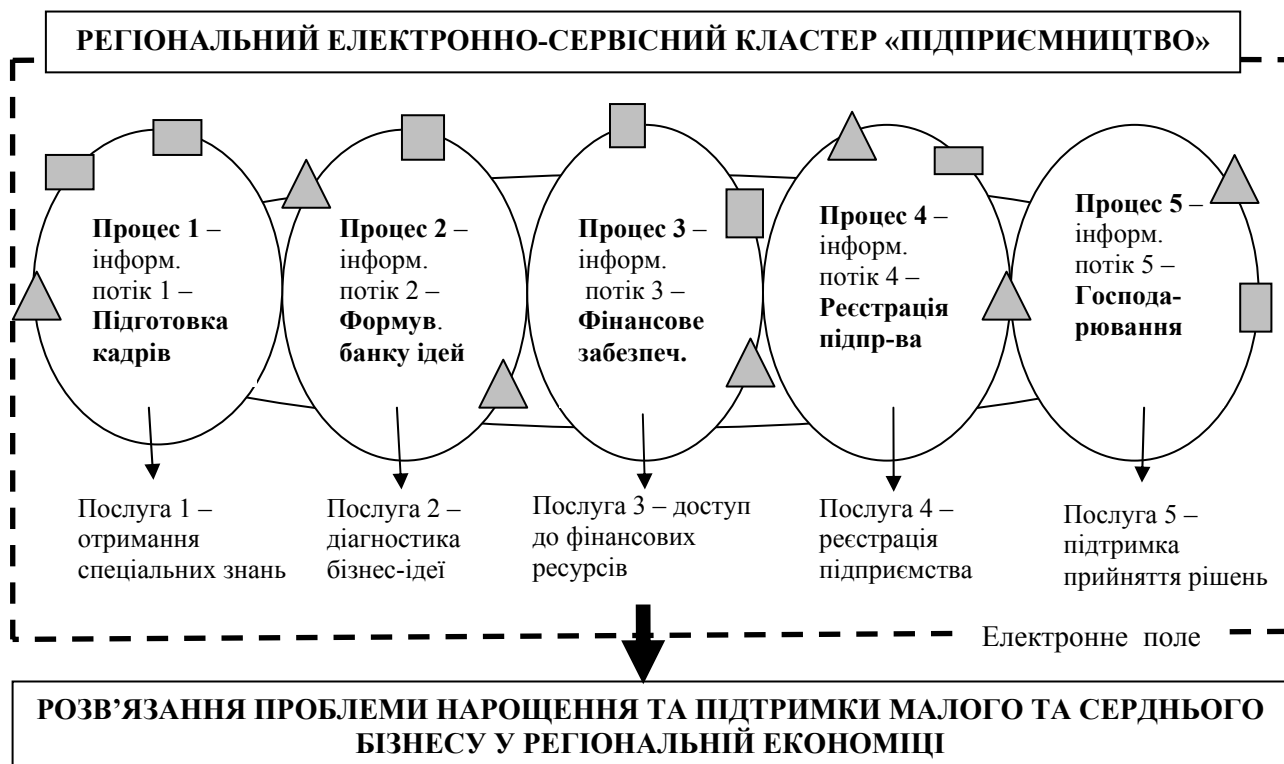 РЕГІОНАЛЬНИЙ ЕЛЕКТРОННО-СЕРВІСНИЙ КЛАСТЕР «ПІДПРИЄМНИЦТВО»
Процес 1 –
інформ.
потік 1 –
Підготовка
кадрів
Процес 2 –
інформ.
потік 2 –
Формув.
банку ідей
Процес 3 –
інформ.
потік 3 –
Фінансове
забезпеч.
Процес 4 –
інформ.
потік 4 –
Реєстрація
підпр-ва
Процес 5 –
інформ.
потік 5 –
Господа-
рювання
Послуга 1 –
отримання
спеціальних знань
Послуга 2 –
діагностика
бізнес-ідеї
Послуга 3 – доступ
до фінансових
ресурсів
Послуга 4 –
реєстрація
підприємства
Послуга 5 –
підтримка
прийняття рішень
Електронне поле
РОЗВ’ЯЗАННЯ ПРОБЛЕМИ НАРОЩЕННЯ ТА ПІДТРИМКИ МАЛОГО ТА СЕРДНЬОГО
БІЗНЕСУ У РЕГІОНАЛЬНІЙ ЕКОНОМІЦІ